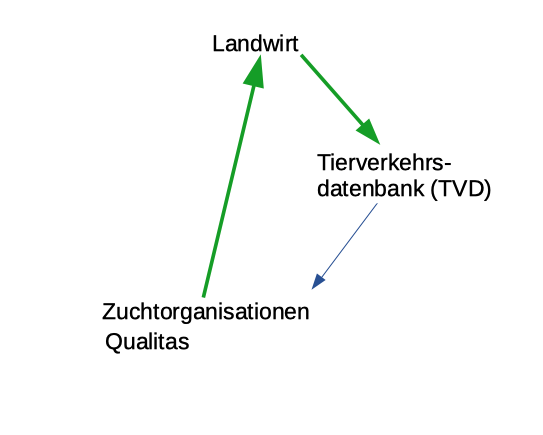 Landwirt
Tierverkehrs-
datenbank (TVD)
Zuchtorganisationen
Qualitas